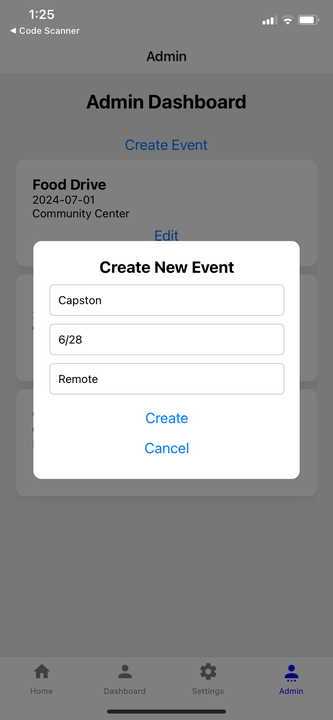 1:25
◀ Code Scanner
Admin
Admin Dashboard
Create Event
Food Drive
2024-07-01
Community Center
Edit
Create New Event
Capston
6/28
Remote
Create
Cancel
Home
Dashboard
Settings
Admin